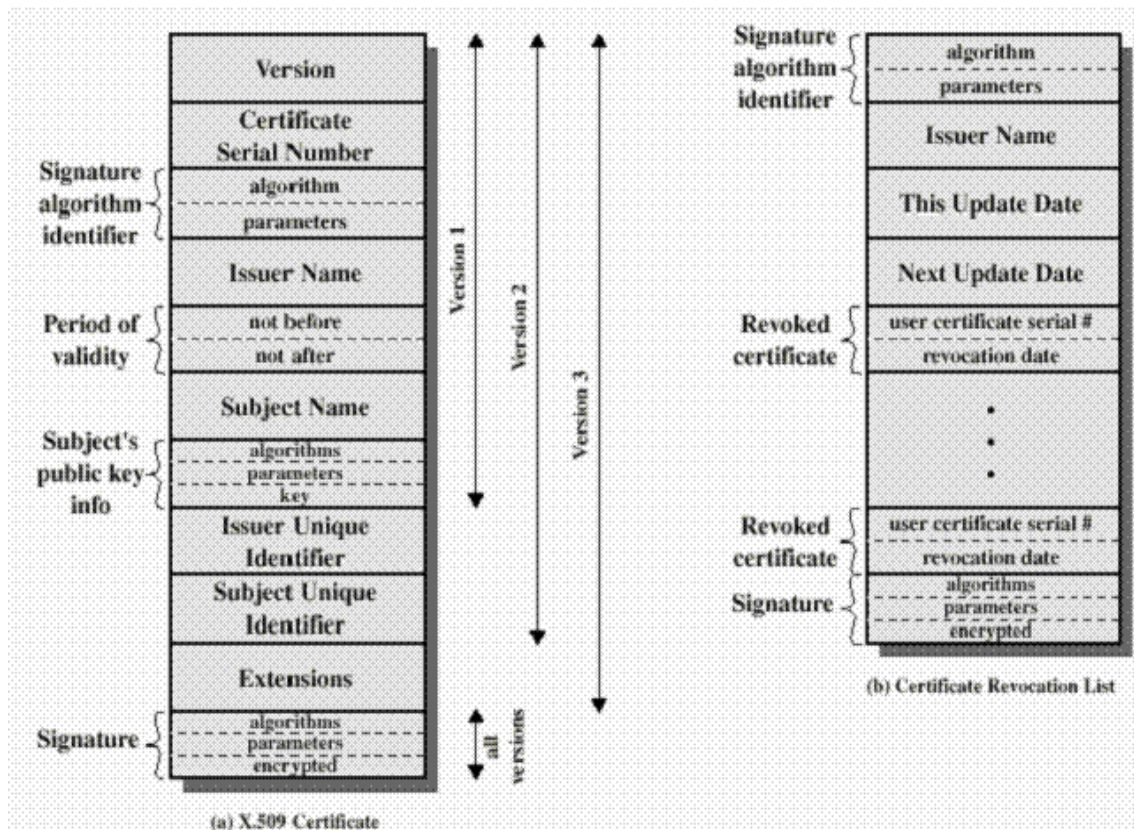 Version
Certificate
Serial Number
Signature
algorithm
identifier
algorithm
parameters
Issuer Name
Period of
validity
not before
not after
Subject Name
Subject's
public key
info
algorithms
parameters
key
Issuer Unique
Identifier
Subject Unique
Identifier
Extensions
Signature
algorithms
parameters
encrypted
Version 1
Version 2
Version 3
all
versions
(a) X.509 Certificate
Signature
algorithm
identifier
algorithm
parameters
Issuer Name
This Update Date
Next Update Date
Revoked
certificate
user certificate serial #
revocation date
Revoked
certificate
user certificate serial #
revocation date
Signature
algorithms
parameters
encrypted
(b) Certificate Revocation List